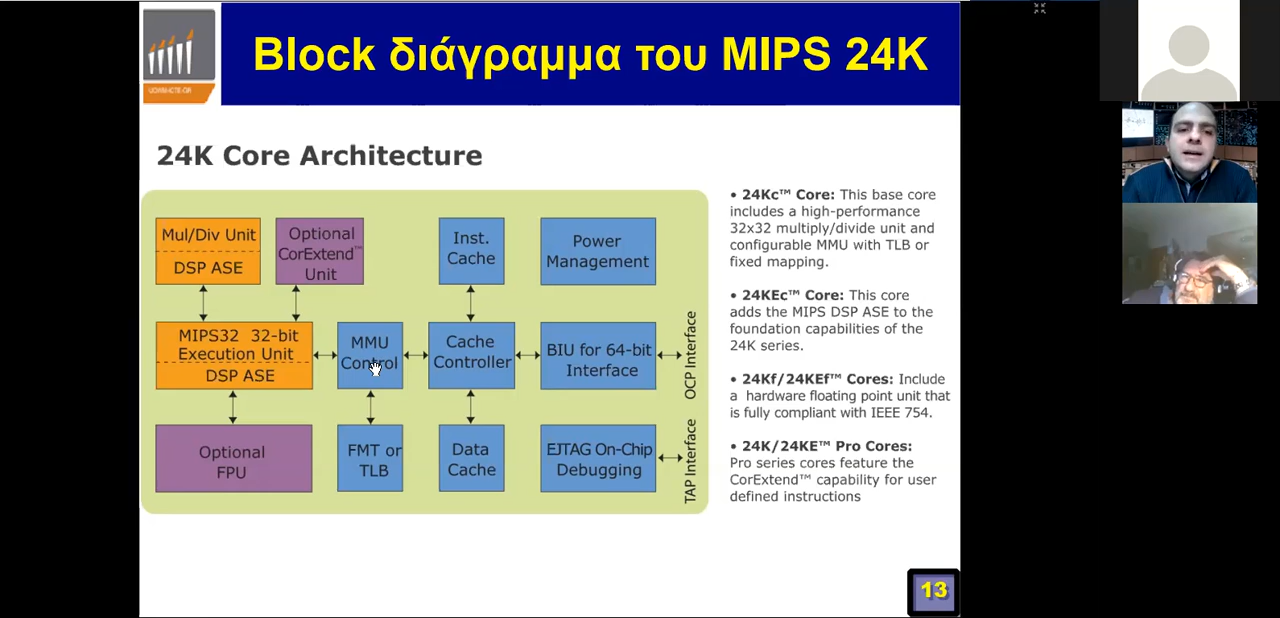 Block διάγραμμα του MIPS 24K
24K Core Architecture
Mul/Div Unit
DSP ASE
Optional
CorExtend™
Unit
Inst.
Cache
Power
Management
MIPS32 32-bit
Execution Unit
DSP ASE
MMU
Control
Cache
Controller
BIU for 64-bit
Interface
OCP Interface
Optional
FPU
FMT or
TLB
Data
Cache
EJTAG On-Chip
Debugging
TAP Interface
• 24Kc™ Core: This base core
includes a high-performance
32x32 multiply/divide unit and
configurable MMU with TLB or
fixed mapping.
• 24KEc™ Core: This core
adds the MIPS DSP ASE to the
foundation capabilities of the
24K series.
• 24Kf/24KEf™ Cores: Include
a hardware floating point unit that
is fully compliant with IEEE 754.
• 24K/24KE™ Pro Cores:
Pro series cores feature the
CorExtend™ capability for user
defined instructions
13